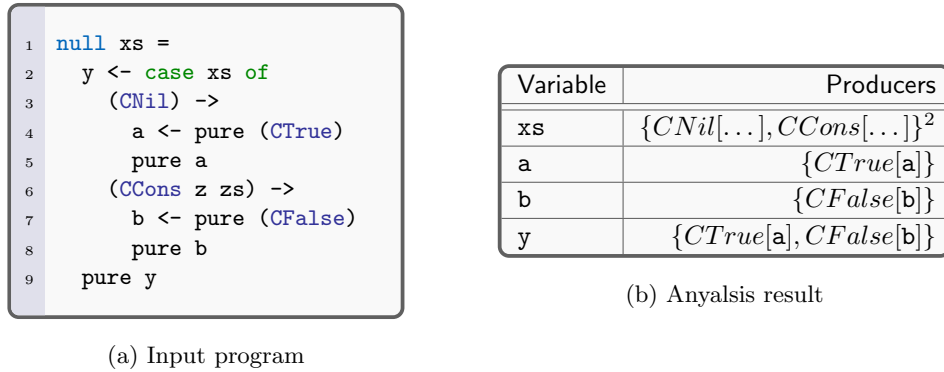 1 null xs =
2 y <- case xs of
3 (CNil) ->
4 a <- pure (CTrue)
5 pure a
6 (CCons z zs) ->
7 b <- pure (CFalse)
8 pure b
9 pure y
(a) Input program
Variable Producers
xs {CNil[...], CCons[...]}²
a {CTrue[a]}
b {CFalse[b]}
y {CTrue[a], CFalse[b]}
(b) Anyalsis result